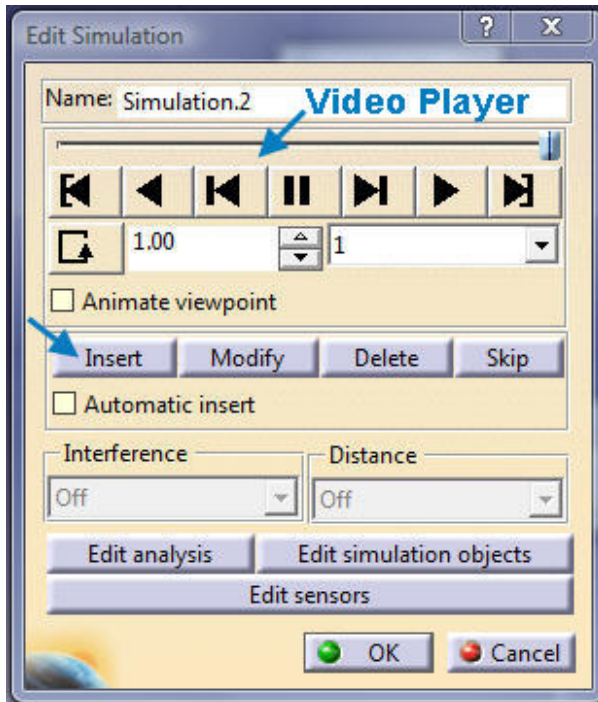 Edit Simulation
? X
Name: Simulation.2 Video Player
1.00 1
Animate viewpoint
Insert Modify Delete Skip
Automatic insert
Interference Distance
Off Off
Edit analysis Edit simulation objects
Edit sensors
OK Cancel